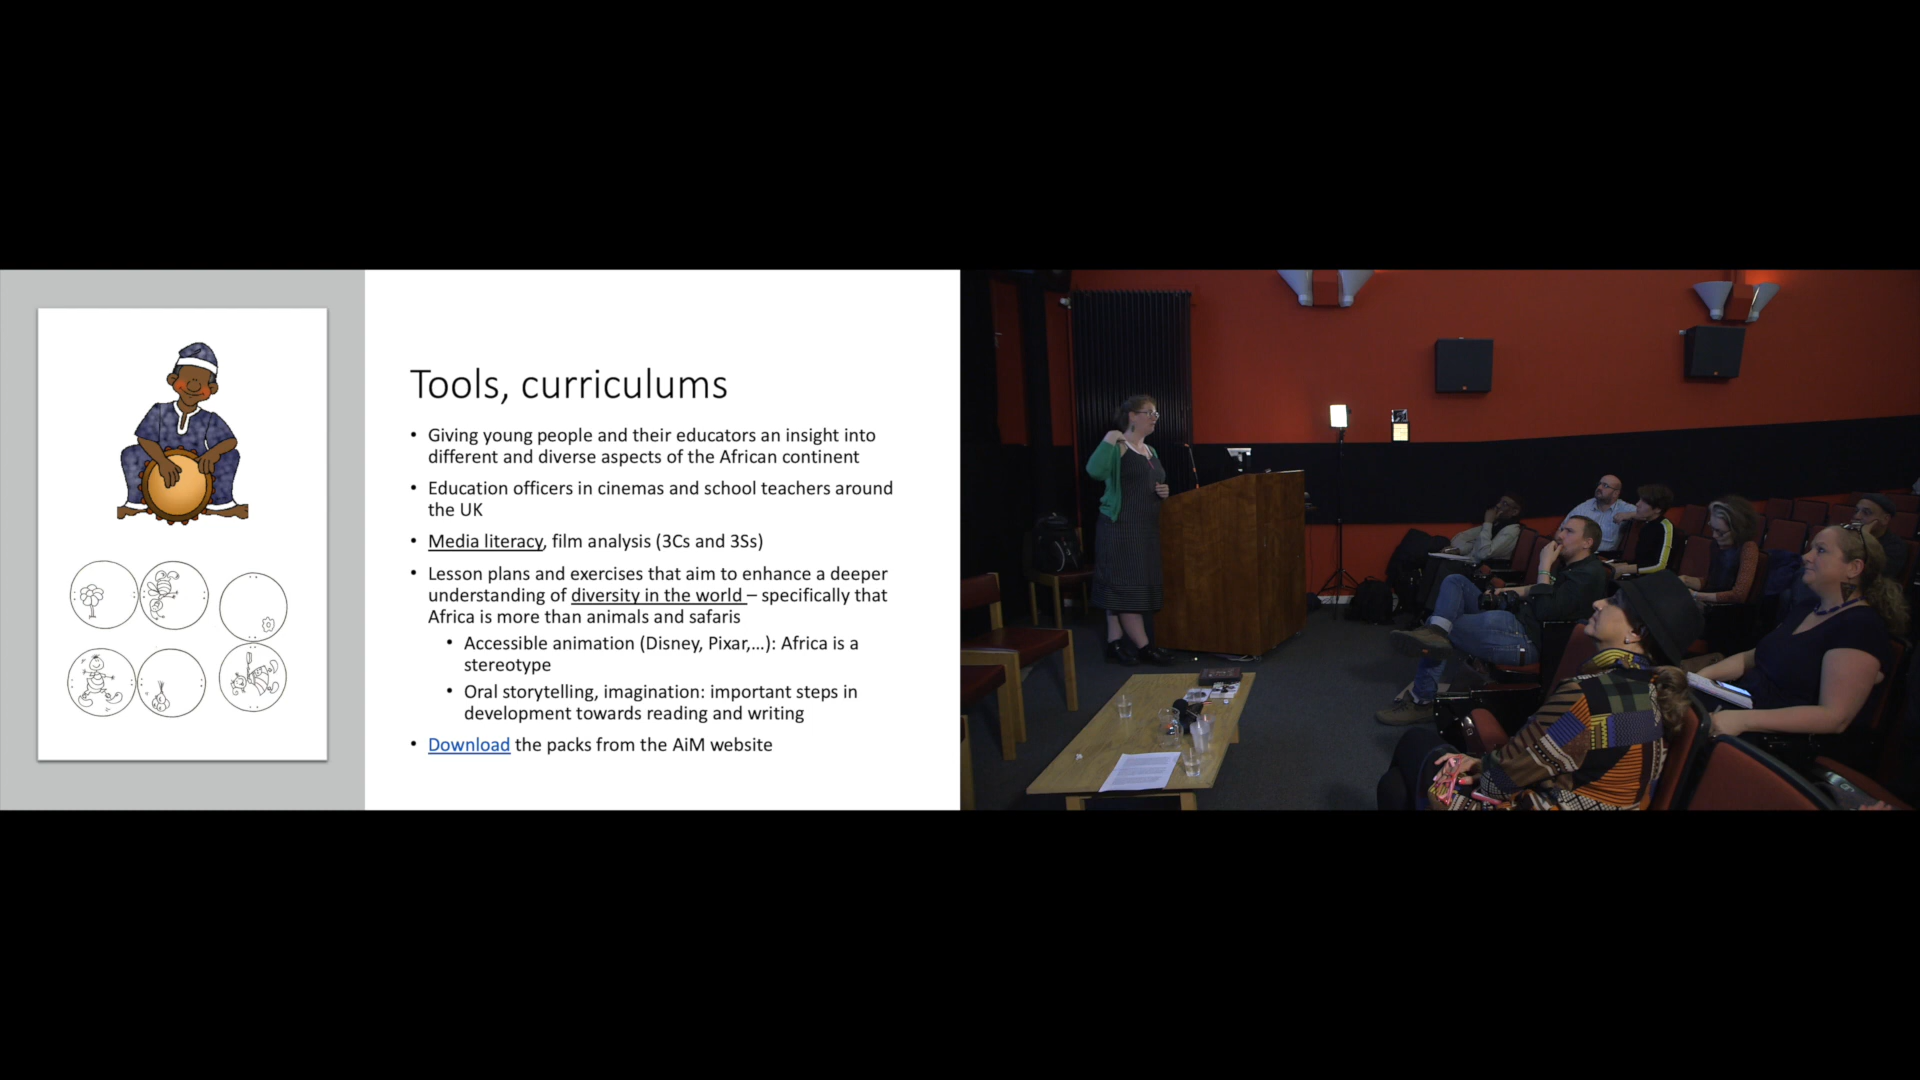 Tools, curriculums
• Giving young people and their educators an insight into
different and diverse aspects of the African continent
• Education officers in cinemas and school teachers around
the UK
• Media literacy, film analysis (3Cs and 3Ss)
• Lesson plans and exercises that aim to enhance a deeper
understanding of diversity in the world – specifically that
Africa is more than animals and safaris
• Accessible animation (Disney, Pixar,...): Africa is a
stereotype
• Oral storytelling, imagination: important steps in
development towards reading and writing
• Download the packs from the AiM website